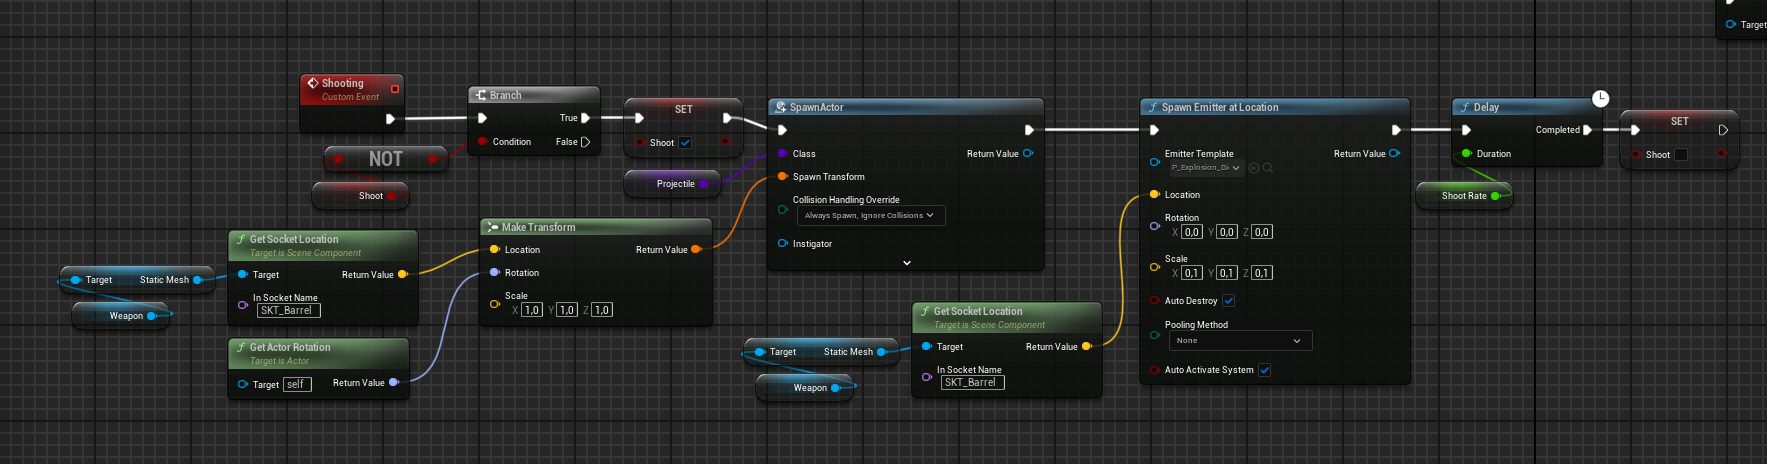 Target
Shooting
Custom Event
Branch
True
Condition
False
NOT
Shoot
SET
Shoot
Projectile
SpawnActor
Class
Return Value
Spawn Transform
Collision Handling Override
Always Spawn, Ignore Collisions
Instigator
Spawn Emitter at Location
Emitter Template
Return Value
P_Explosion_Bi
Location
Rotation
X 0,0 Y 0,0 Z 0,0
Scale
X 0,1 Y 0,1 Z 0,1
Auto Destroy
Pooling Method
None
Auto Activate System
Delay
Completed
Duration
Shoot Rate
SET
Shoot
Get Socket Location
Target is Scene Component
Target
Return Value
In Socket Name
SKT_Barrel
Target
Static Mesh
Weapon
Get Actor Rotation
Target is Actor
Target self
Return Value
Make Transform
Location
Return Value
Rotation
Scale
X 1,0 Y 1,0 Z 1,0
Target
Static Mesh
Weapon
Get Socket Location
Target is Scene Component
Target
Return Value
In Socket Name
SKT_Barrel